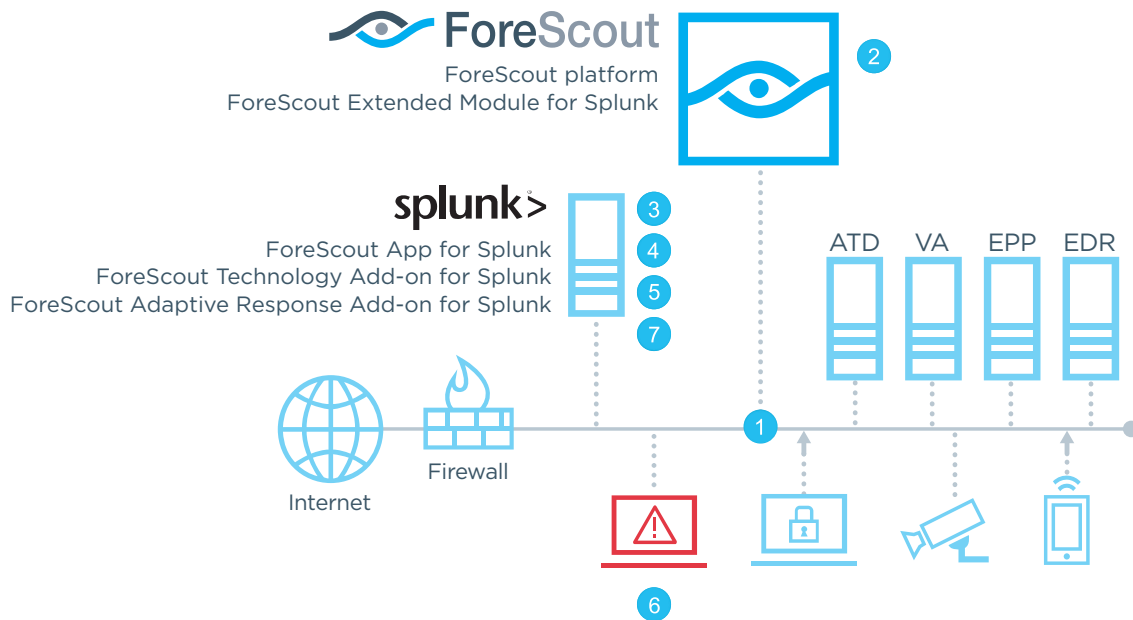 ForeScout
ForeScout platform
ForeScout Extended Module for Splunk
2
splunk>
3
ForeScout App for Splunk
4
ForeScout Technology Add-on for Splunk
5
ForeScout Adaptive Response Add-on for Splunk
7
ATD
VA
EPP
EDR
1
Firewall
Internet
6